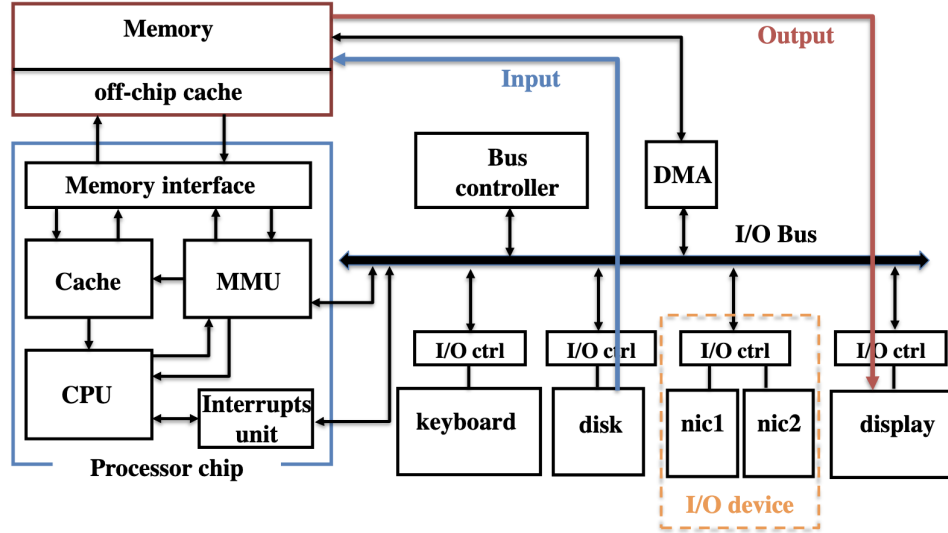 Memory
Output
Input
off-chip cache
Bus
controller
DMA
Memory interface
I/O Bus
Cache
MMU
I/O ctrl
I/O ctrl
I/O ctrl
I/O ctrl
CPU
Interrupts
unit
keyboard
disk
nic1
nic2
display
Processor chip
I/O device